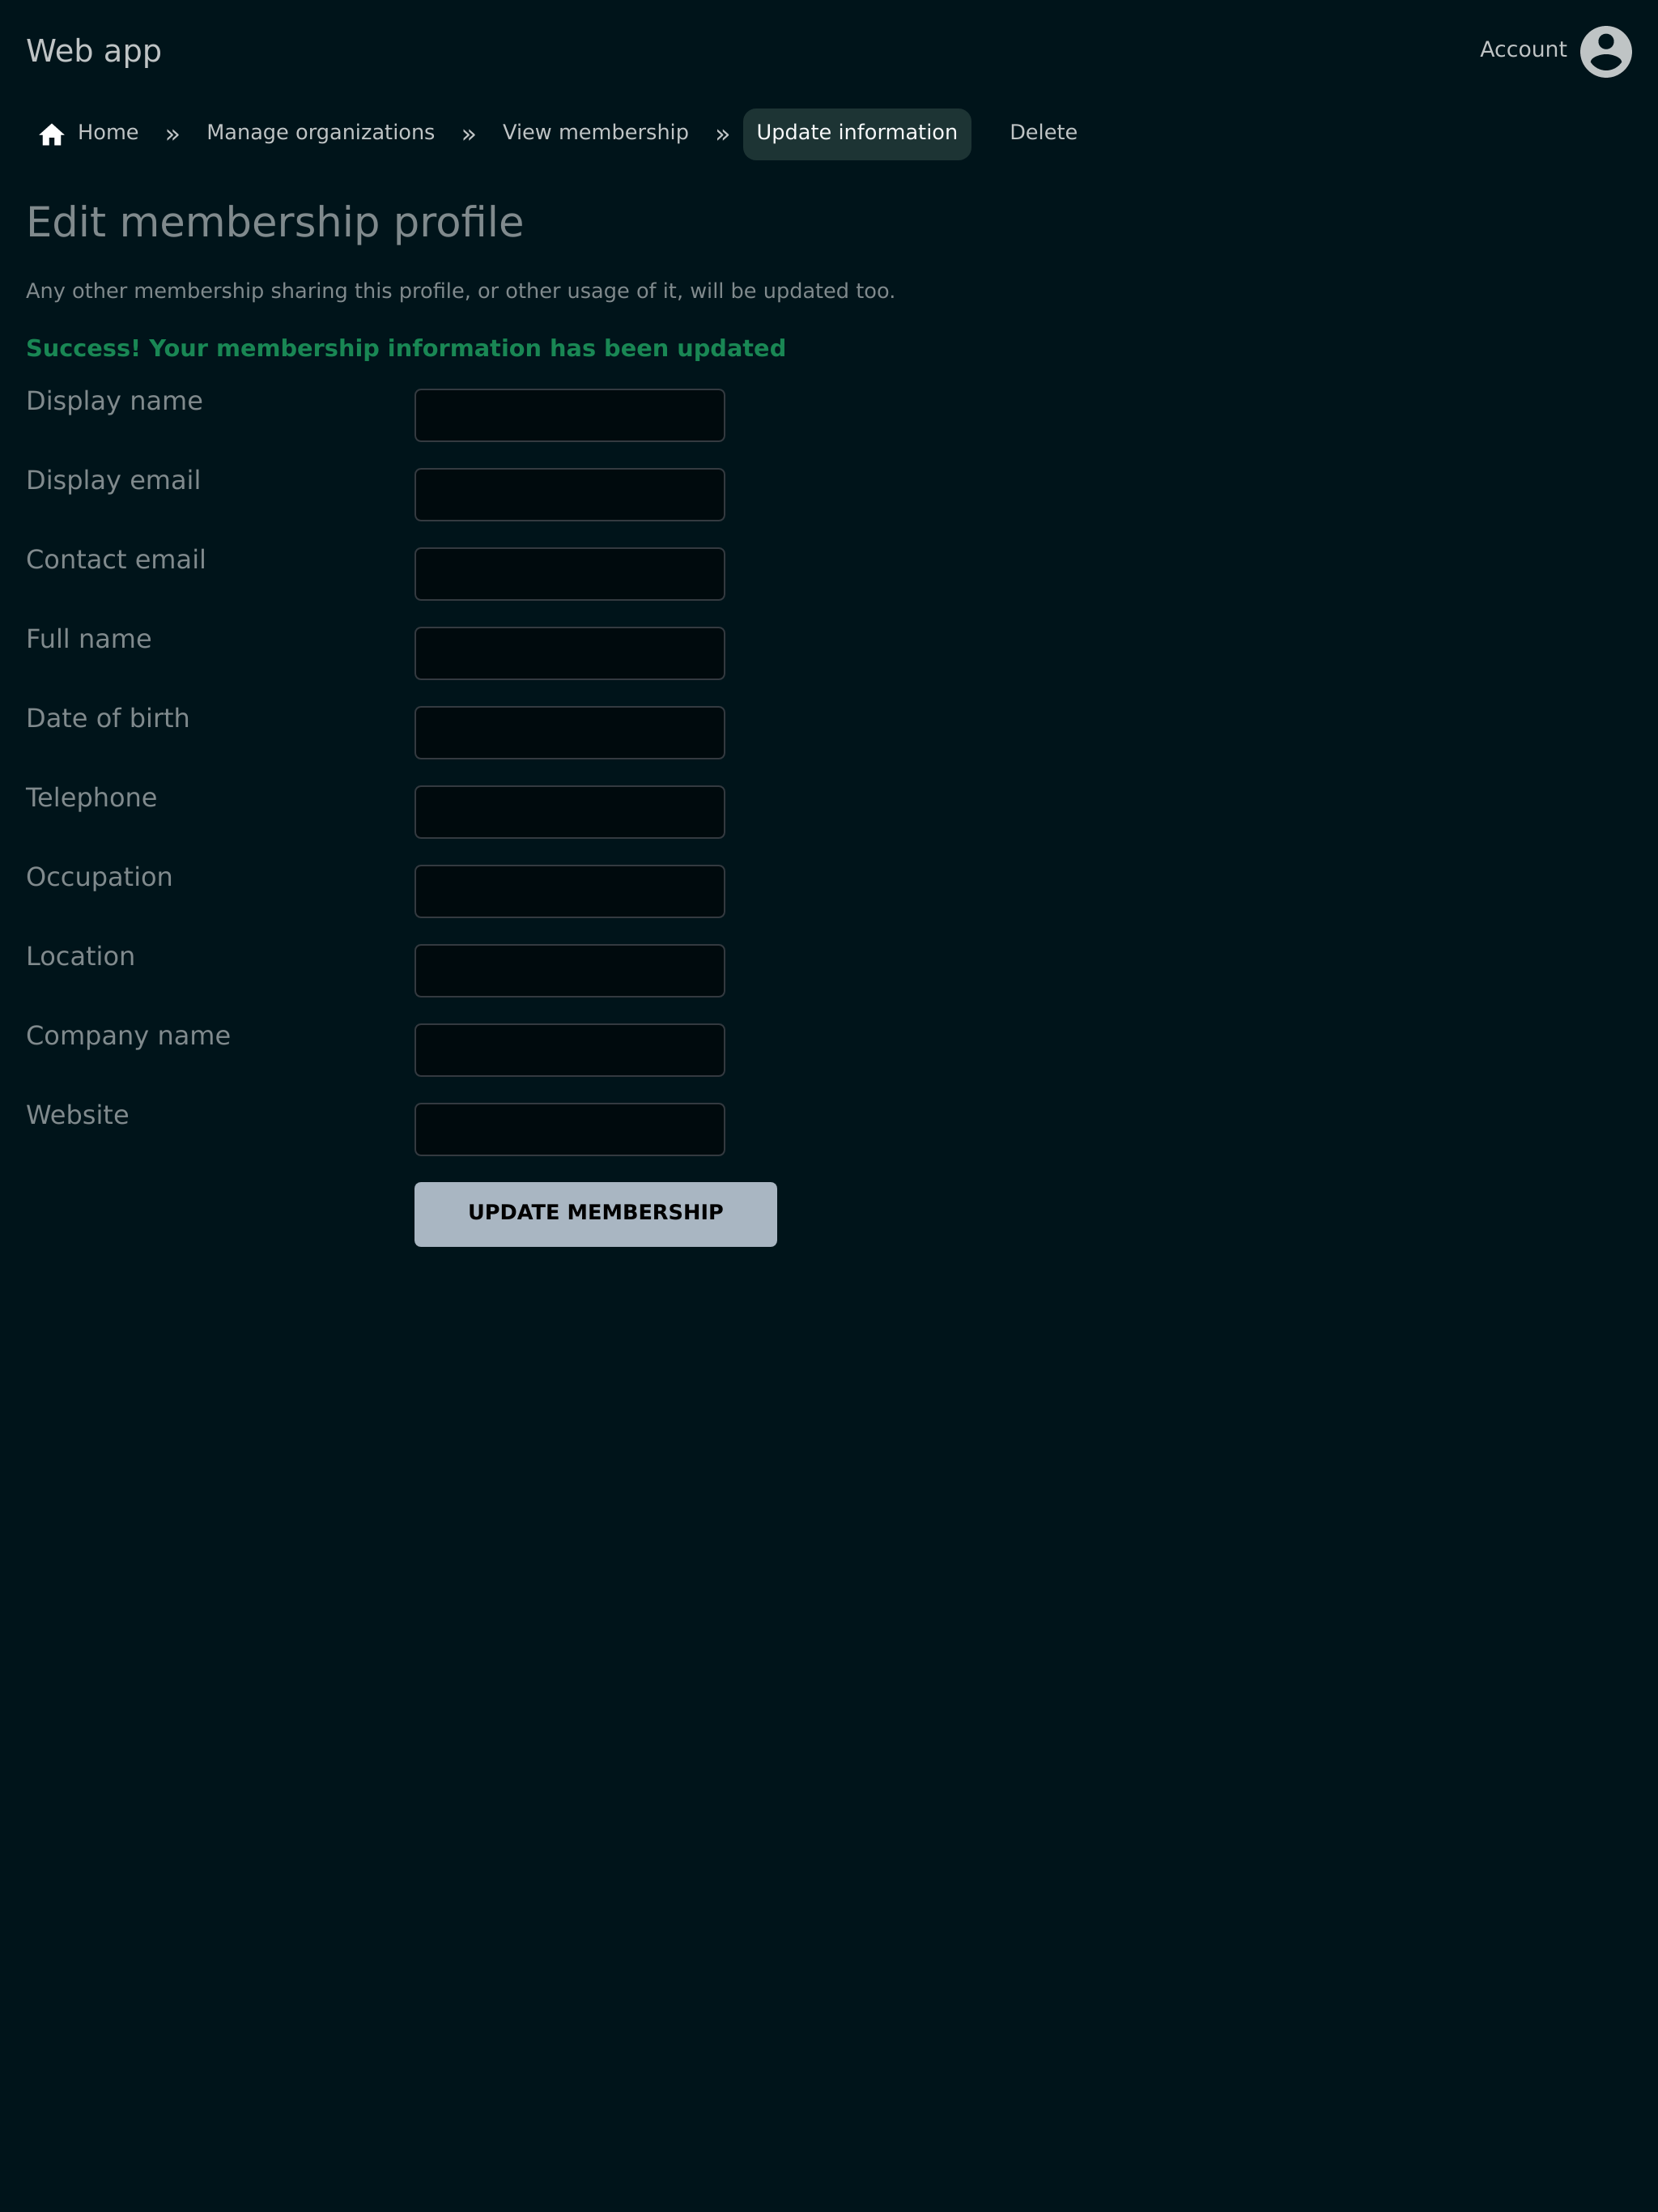 Web app
Account
Home » Manage organizations » View membership » Update information Delete
Edit membership profile
Any other membership sharing this profile, or other usage of it, will be updated too.
Success! Your membership information has been updated
Display name
Display email
Contact email
Full name
Date of birth
Telephone
Occupation
Location
Company name
Website
UPDATE MEMBERSHIP